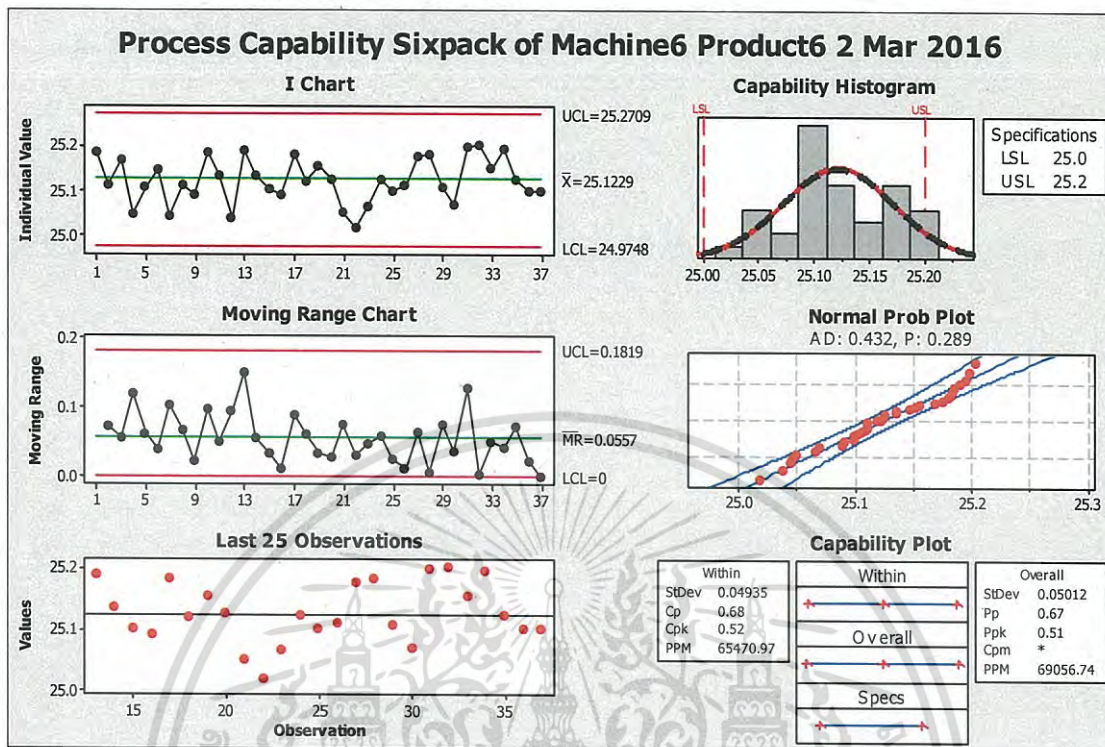 Process Capability Sixpack of Machine6 Product6 2 Mar 2016
I Chart
Individual Value
25.2
25.1
25.0
1 5 9 13 17 21 25 29 33 37
UCL=25.2709
X̄=25.1229
LCL=24.9748
Capability Histogram
LSL USL
25.00 25.05 25.10 25.15 25.20
Specifications
LSL 25.0
USL 25.2
Moving Range Chart
Moving Range
0.2
0.1
0.0
1 5 9 13 17 21 25 29 33 37
UCL=0.1819
M̅R̅=0.0557
LCL=0
Normal Prob Plot
AD: 0.432, P: 0.289
25.0 25.1 25.2 25.3
Last 25 Observations
Values
25.2
25.1
25.0
15 20 25 30 35
Observation
Capability Plot
Within
StDev 0.04935
Cp 0.68
Cpk 0.52
PPM 65470.97
Within
Overall
Specs
Overall
StDev 0.05012
Pp 0.67
Ppk 0.51
Cpm *
PPM 69056.74